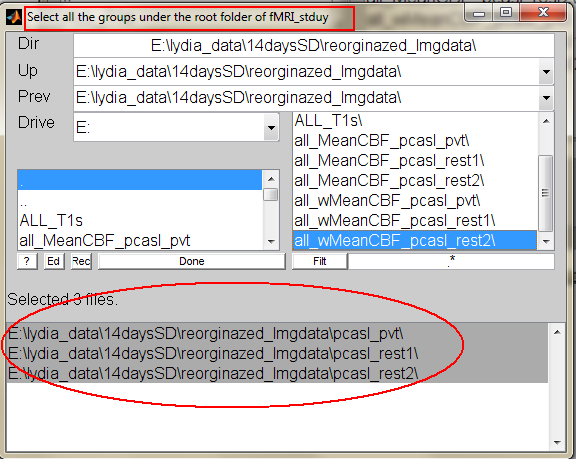 Select all the groups under the root folder of fMRI_stduy
Dir E:\lydia_data\14daysSD\reorginazed_Imgdata\
Up E:\lydia_data\14daysSD\reorginazed_Imgdata\
Prev E:\lydia_data\14daysSD\reorginazed_Imgdata\
Drive E:
.
..
ALL_T1s
all_MeanCBF_pcasl_pvt
ALL_T1s\
all_MeanCBF_pcasl_pvt\
all_MeanCBF_pcasl_rest1\
all_MeanCBF_pcasl_rest2\
all_wMeanCBF_pcasl_pvt\
all_wMeanCBF_pcasl_rest1\
all_wMeanCBF_pcasl_rest2\
? Ed Rec Done Filt .*
Selected 3 files.
E:\lydia_data\14daysSD\reorginazed_Imgdata\pcasl_pvt\
E:\lydia_data\14daysSD\reorginazed_Imgdata\pcasl_rest1\
E:\lydia_data\14daysSD\reorginazed_Imgdata\pcasl_rest2\